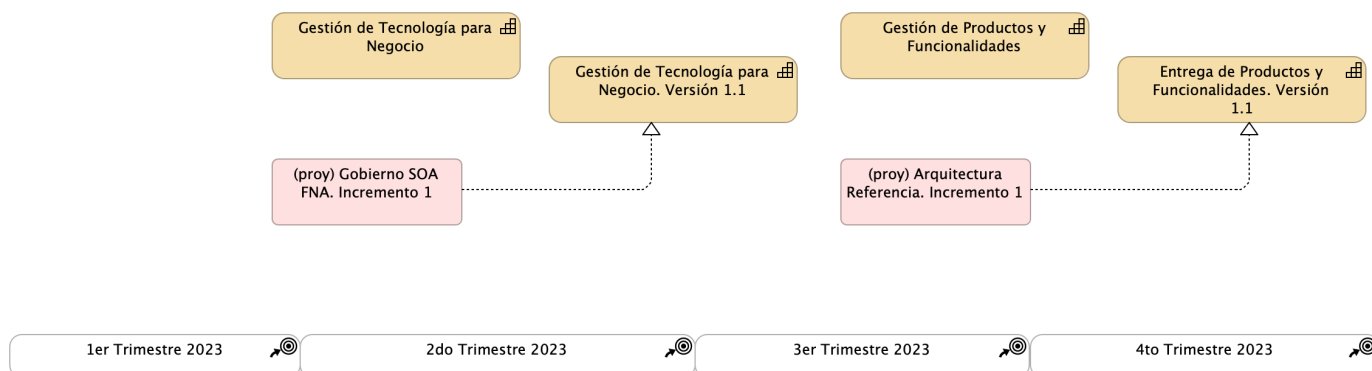 Gestión de Tecnología para
Negocio
Gestión de Tecnología para
Negocio. Versión 1.1
Gestión de Productos y
Funcionalidades
Entrega de Productos y
Funcionalidades. Versión
1.1
(proy) Gobierno SOA
FNA. Incremento 1
(proy) Arquitectura
Referencia. Incremento 1
1er Trimestre 2023
2do Trimestre 2023
3er Trimestre 2023
4to Trimestre 2023